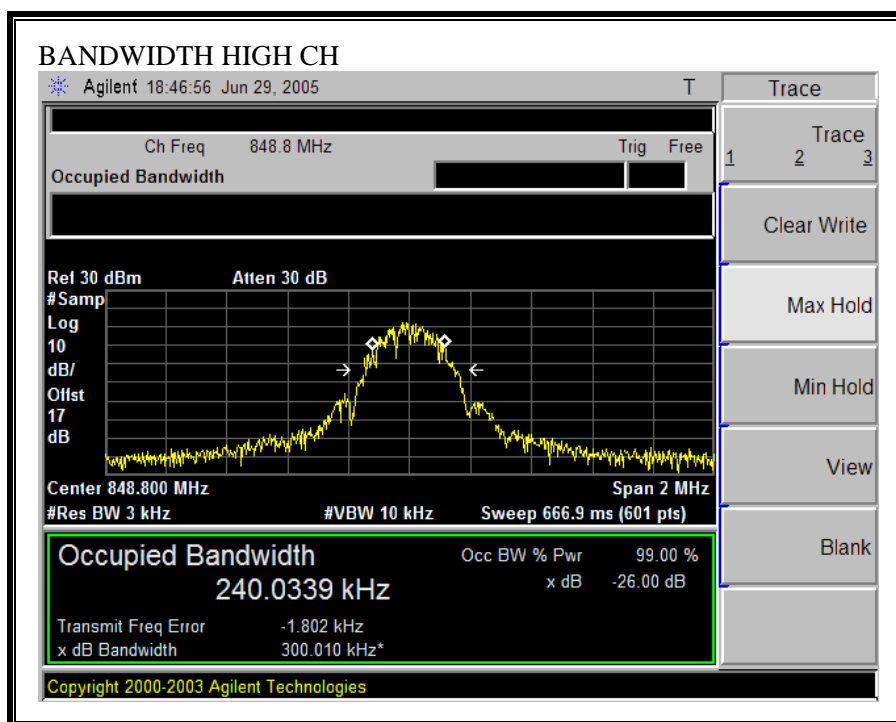 BANDWIDTH HIGH CH
Agilent 18:46:56 Jun 29, 2005 T
Trace
Ch Freq 848.8 MHz Trig Free
Occupied Bandwidth
Trace
1 2 3
Clear Write
Max Hold
Min Hold
View
Blank
Ref 30 dBm Atten 30 dB
#Samp
Log
10
dB/
Offst
17
dB
Center 848.800 MHz Span 2 MHz
#Res BW 3 kHz #VBW 10 kHz Sweep 666.9 ms (601 pts)
Occupied Bandwidth Occ BW % Pwr 99.00 %
240.0339 kHz x dB -26.00 dB
Transmit Freq Error -1.802 kHz
x dB Bandwidth 300.010 kHz*
Copyright 2000-2003 Agilent Technologies